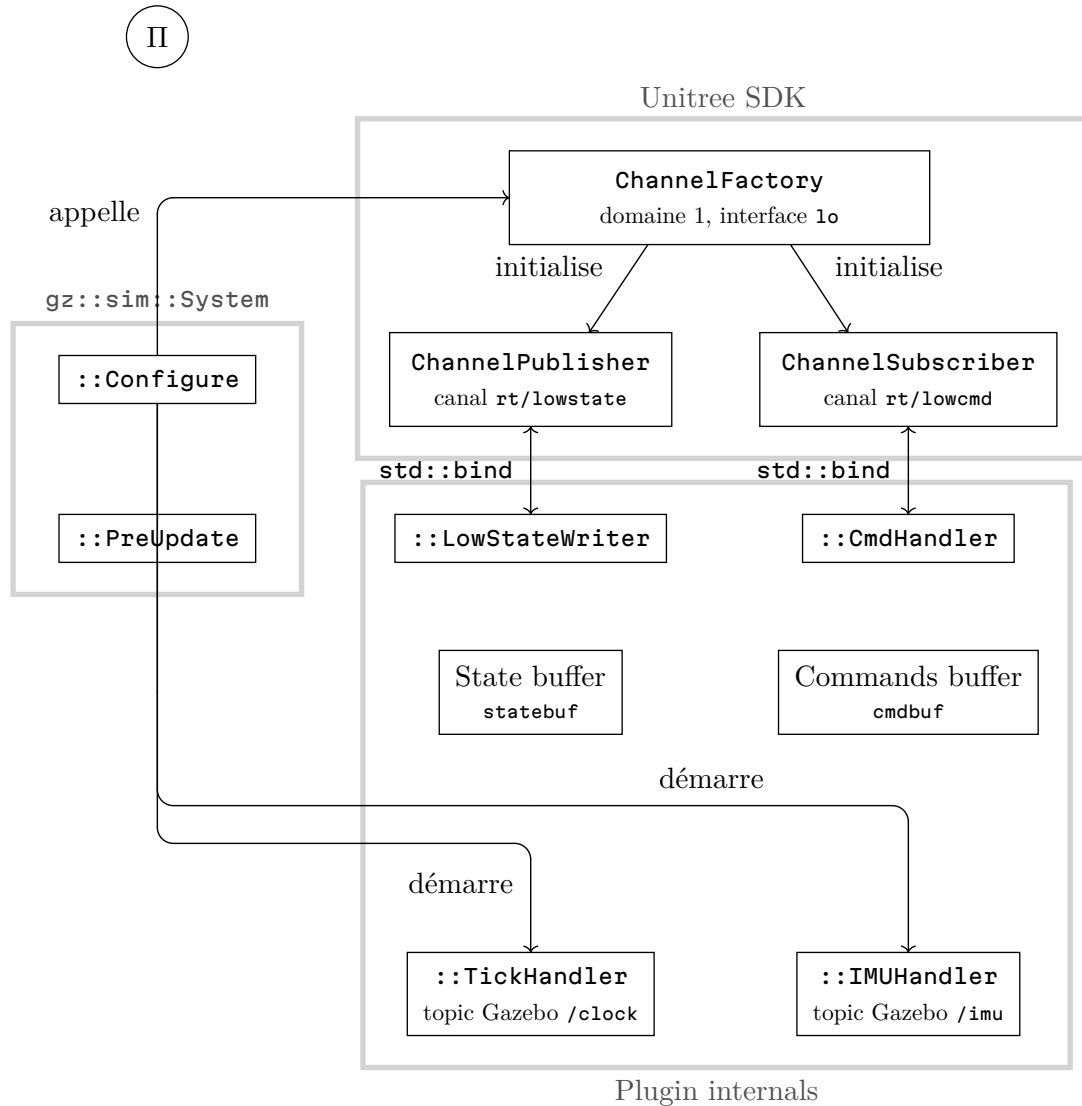 Π
Unitree SDK
ChannelFactory
domaine 1, interface lo
appelle
initialise
initialise
gz::sim::System
::Configure
ChannelPublisher
canal rt/lowstate
ChannelSubscriber
canal rt/lowcmd
std::bind
std::bind
::PreUpdate
::LowStateWriter
::CmdHandler
State buffer
statebuf
Commands buffer
cmdbuf
démarre
démarre
::TickHandler
topic Gazebo /clock
::IMUHandler
topic Gazebo /imu
Plugin internals